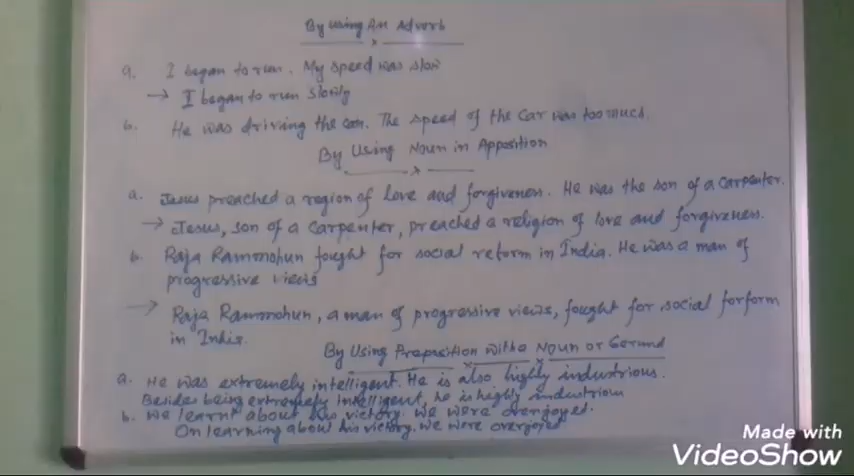 By using An Adverb
a. I began to run. My speed was slow
→ I began to run slowly
b. He was driving the car. The speed of the car was too much.
By Using Noun in Apposition
a. Jesus preached a region of love and forgiveness. He was the son of a carpenter.
→ Jesus, son of a carpenter, preached a religion of love and forgiveness.
b. Raja Rammohun fought for social reform in India. He was a man of
progressive views
→ Raja Rammohun, a man of progressive views, fought for social forform
in India.
By Using Preposition with a Noun or Gerund
a. He was extremely intelligent. He is also highly industrious.
Besides being extremely intelligent, he is highly industrious
b. We learnt about his victory. We were overjoyed.
On learning about his victory. We were overjoyed
Made with
VideoShow